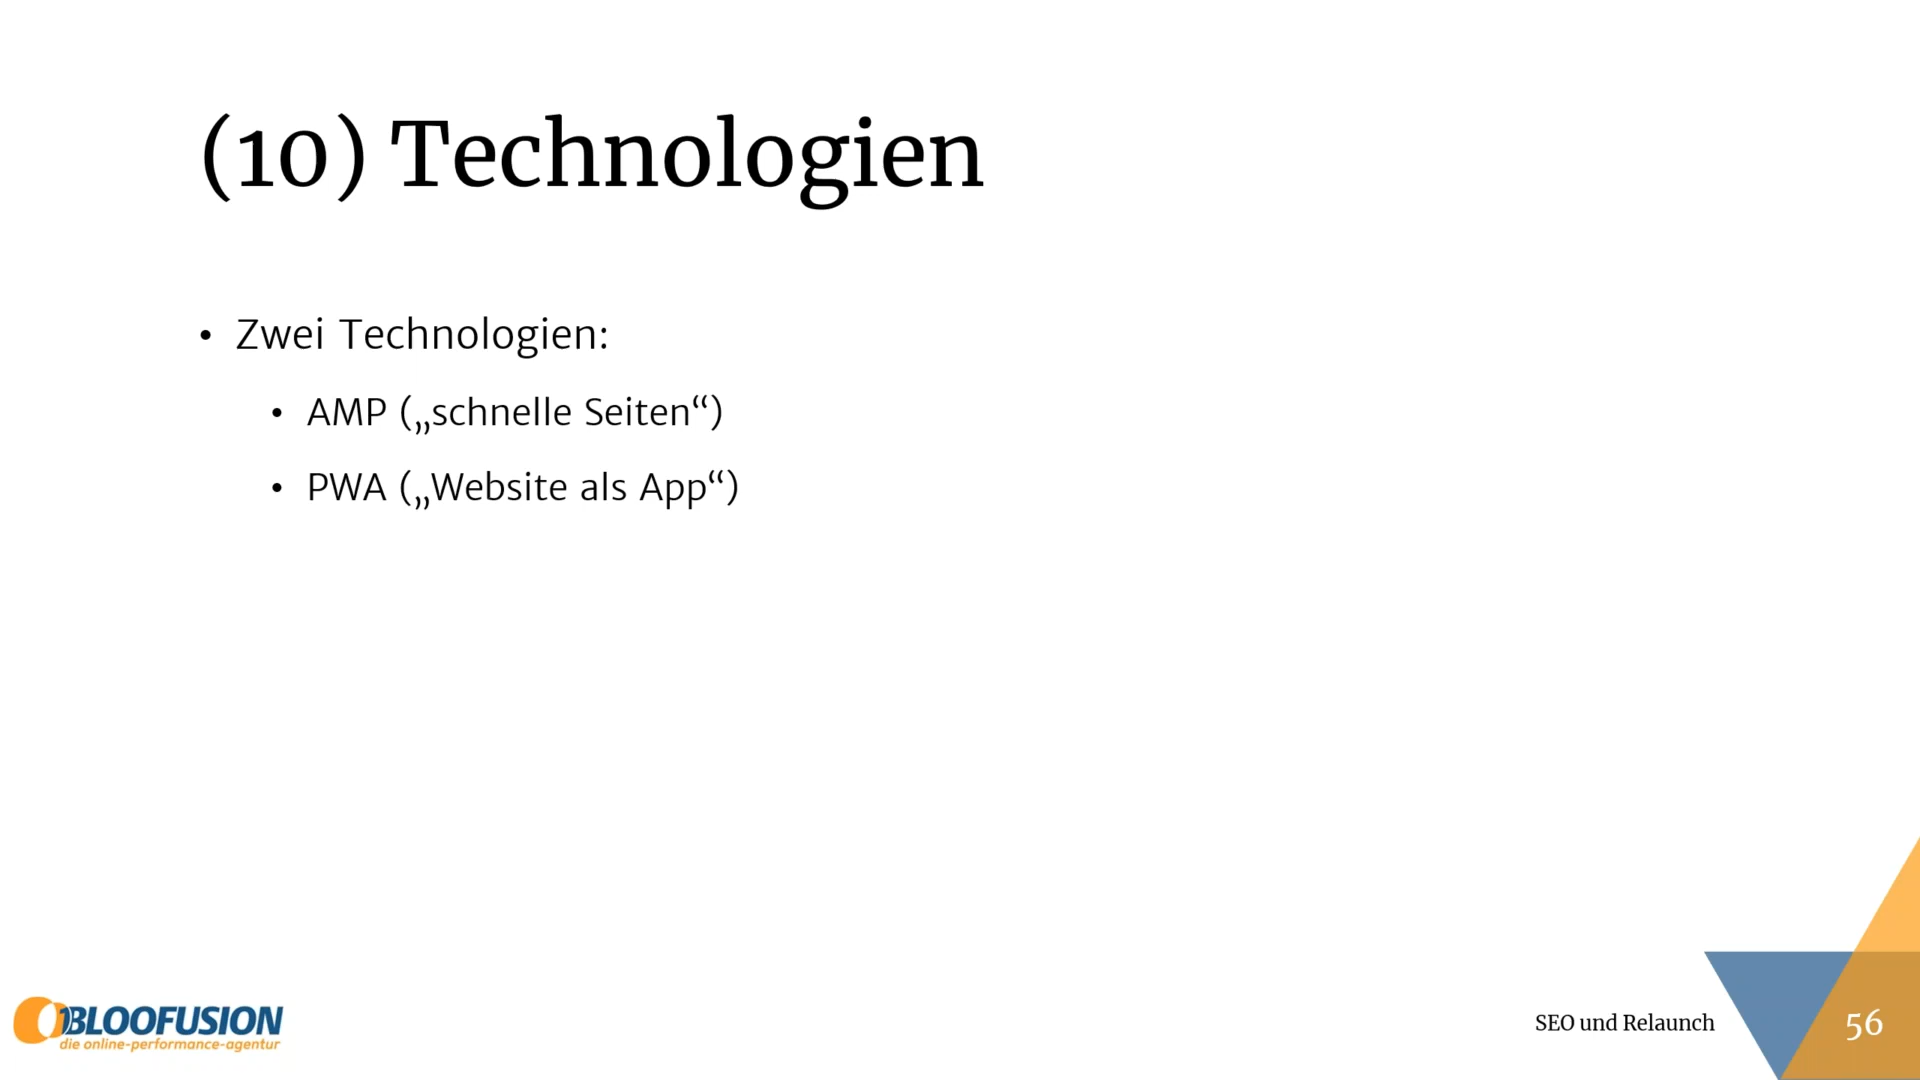 (10) Technologien
• Zwei Technologien:
• AMP („schnelle Seiten“)
• PWA („Website als App“)
BLOOFUSION
die online-performance-agentur
SEO und Relaunch
56